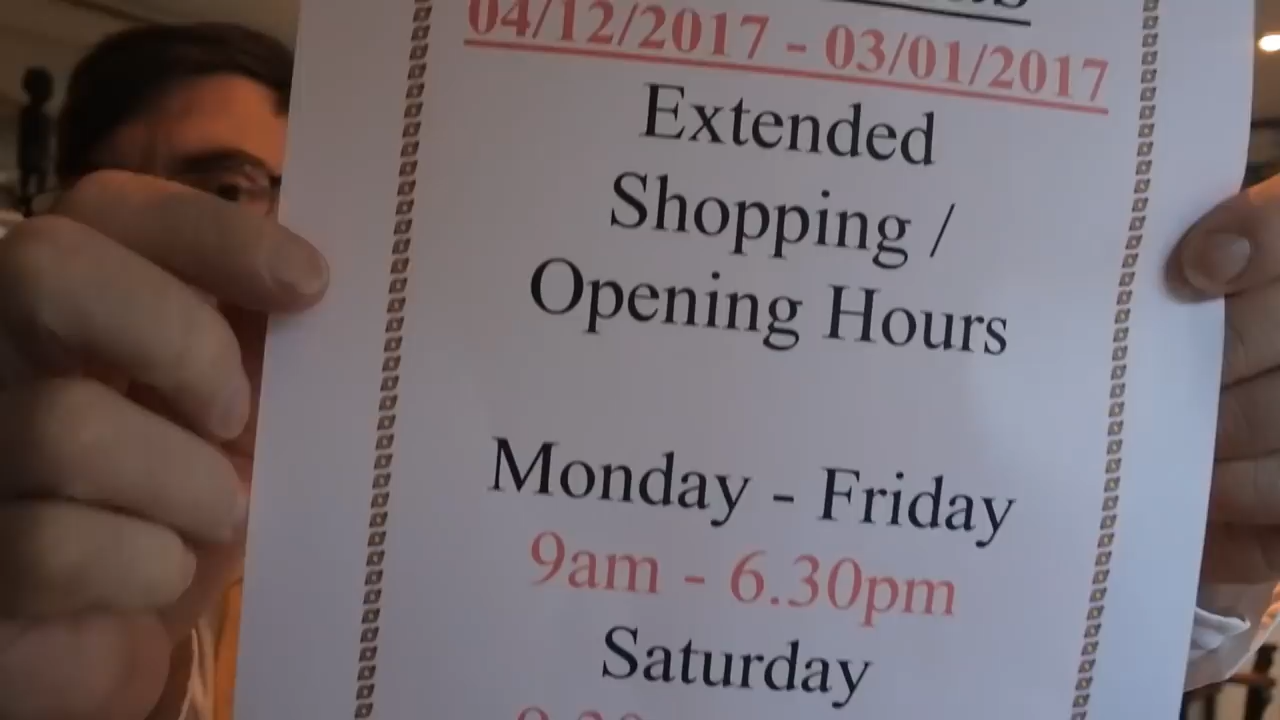 04/12/2017 - 03/01/2017
Extended
Shopping /
Opening Hours
Monday - Friday
9am - 6.30pm
Saturday